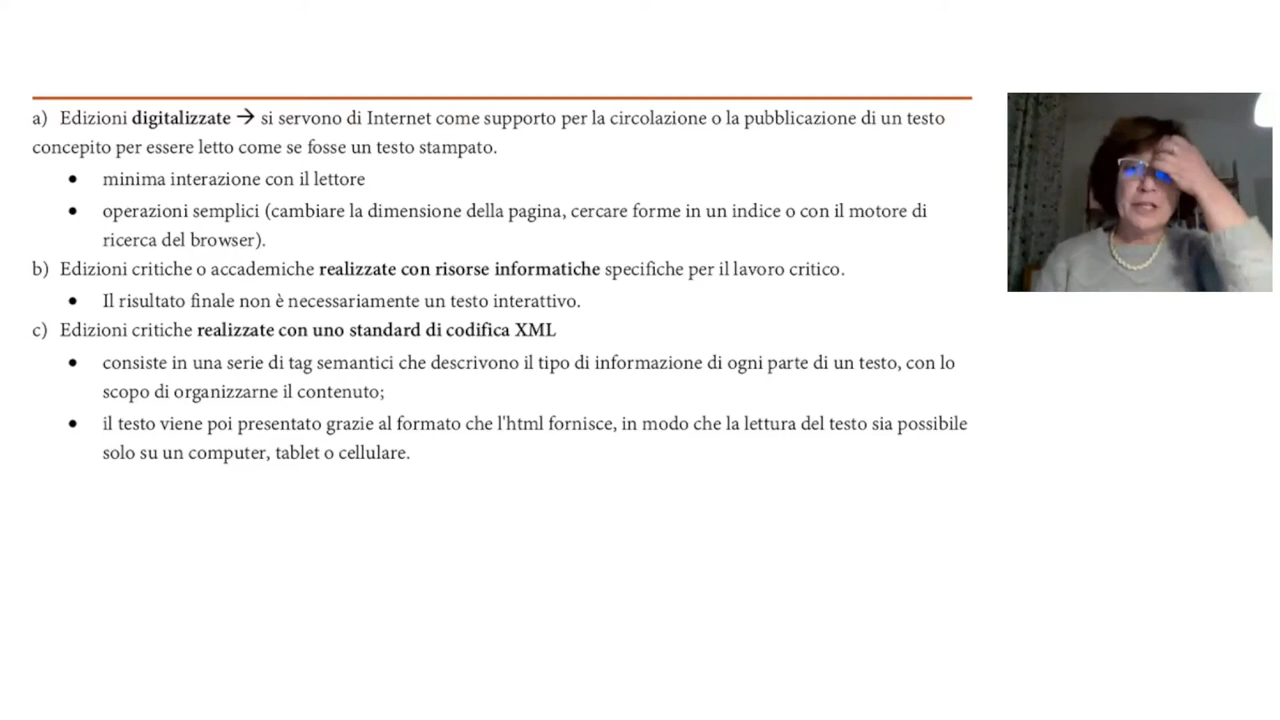 a) Edizioni digitalizzate → si servono di Internet come supporto per la circolazione o la pubblicazione di un testo
concepito per essere letto come se fosse un testo stampato.
• minima interazione con il lettore
• operazioni semplici (cambiare la dimensione della pagina, cercare forme in un indice o con il motore di
ricerca del browser).
b) Edizioni critiche o accademiche realizzate con risorse informatiche specifiche per il lavoro critico.
• Il risultato finale non è necessariamente un testo interattivo.
c) Edizioni critiche realizzate con uno standard di codifica XML
• consiste in una serie di tag semantici che descrivono il tipo di informazione di ogni parte di un testo, con lo
scopo di organizzarne il contenuto;
• il testo viene poi presentato grazie al formato che l'html fornisce, in modo che la lettura del testo sia possibile
solo su un computer, tablet o cellulare.